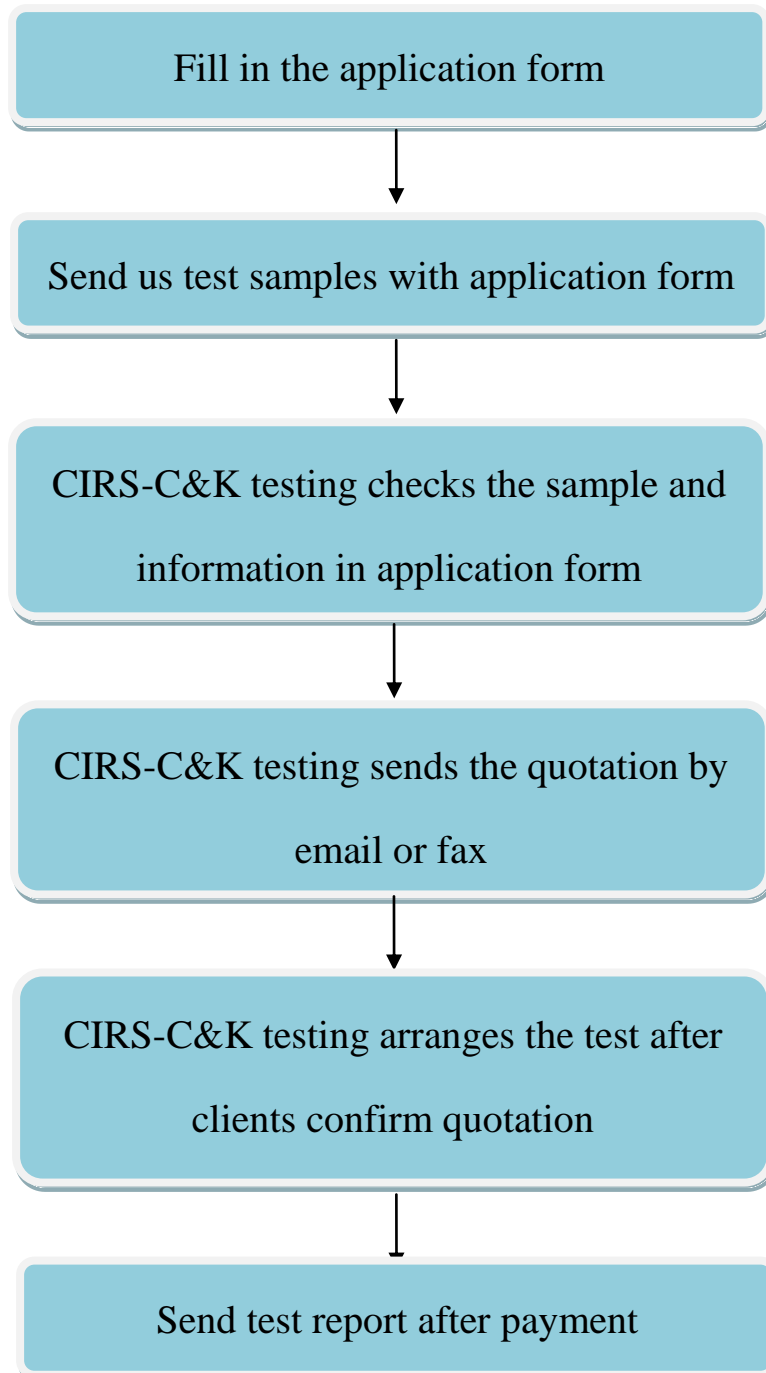 Fill in the application form
Send us test samples with application form
CIRS-C&K testing checks the sample and
information in application form
CIRS-C&K testing sends the quotation by
email or fax
CIRS-C&K testing arranges the test after
clients confirm quotation
Send test report after payment